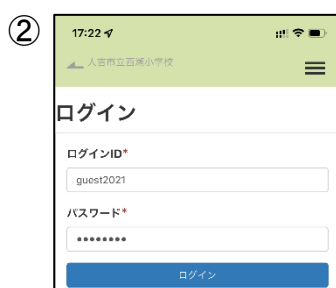 ②
17:22
人吉市立西瀬小学校
ログイン
ログインID*
guest2021
パスワード*
••••••••
ログイン